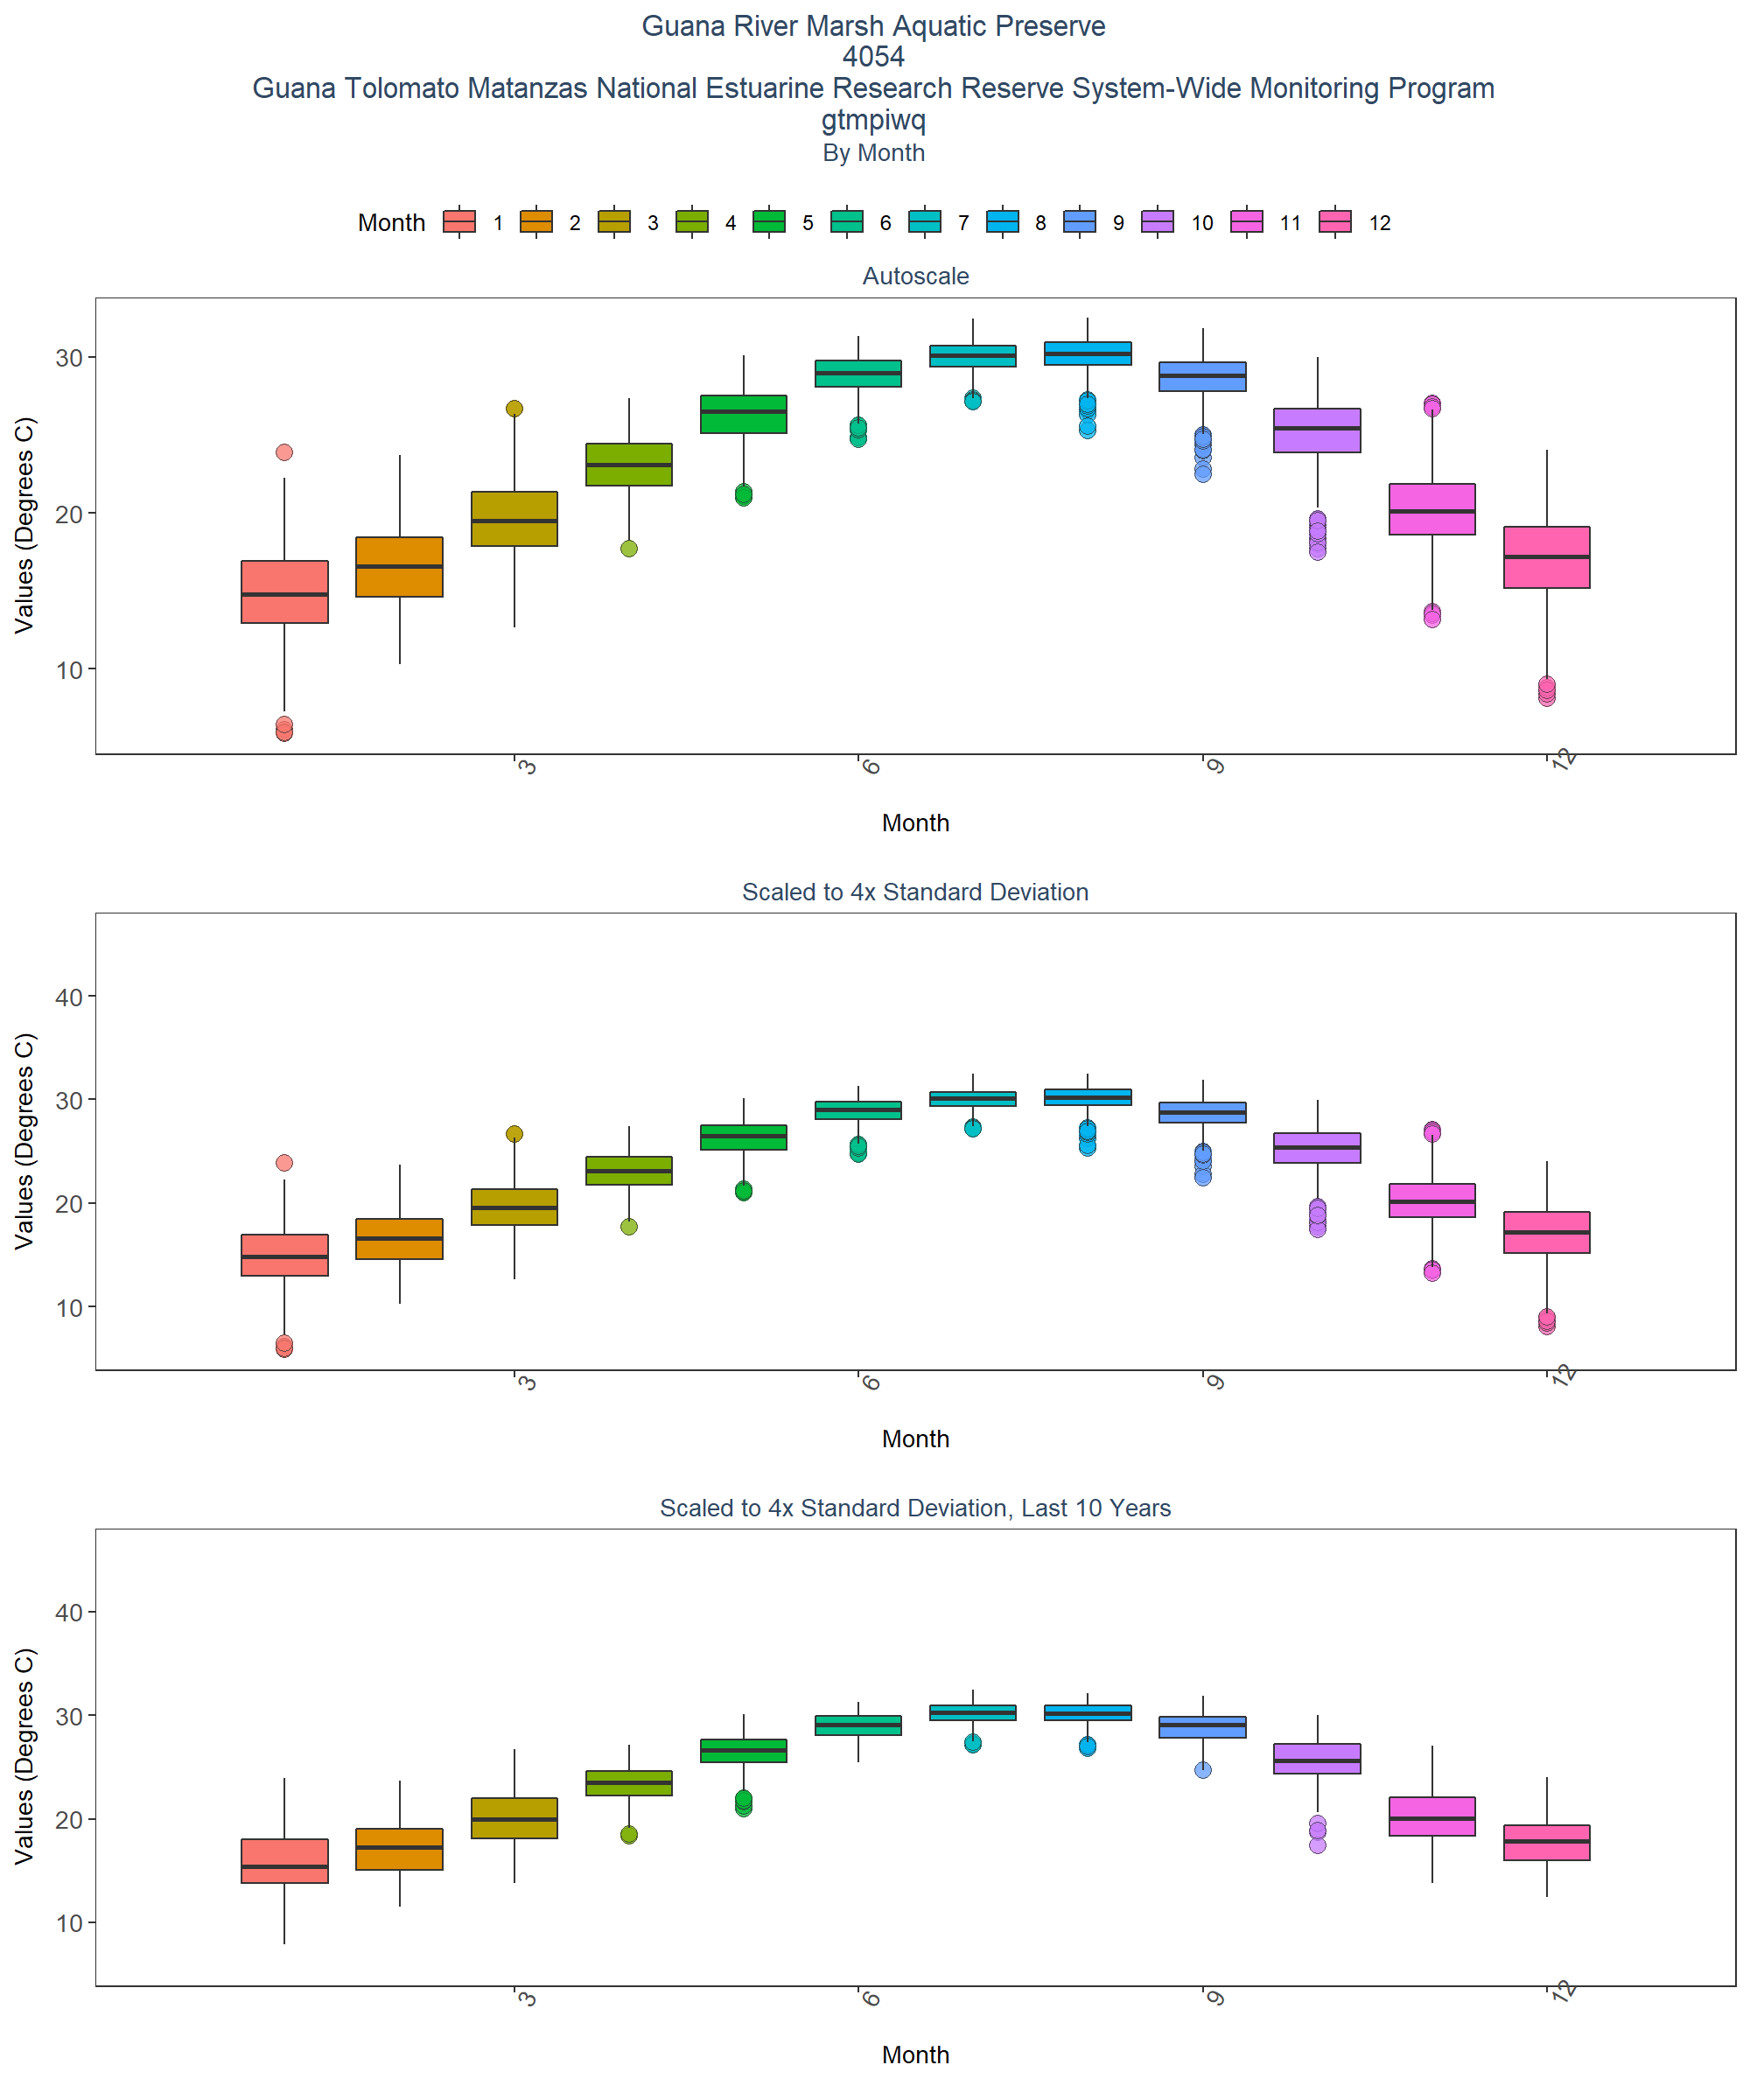 Guana River Marsh Aquatic Preserve
4054
Guana Tolomato Matanzas National Estuarine Research Reserve System-Wide Monitoring Program
gtmpiwq
By Month
Month 1 2 3 4 5 6 7 8 9 10 11 12
Autoscale
Values (Degrees C)
30
20
10
3 6 9 12
Month
Scaled to 4x Standard Deviation
Values (Degrees C)
40
30
20
10
3 6 9 12
Month
Scaled to 4x Standard Deviation, Last 10 Years
Values (Degrees C)
40
30
20
10
3 6 9 12
Month